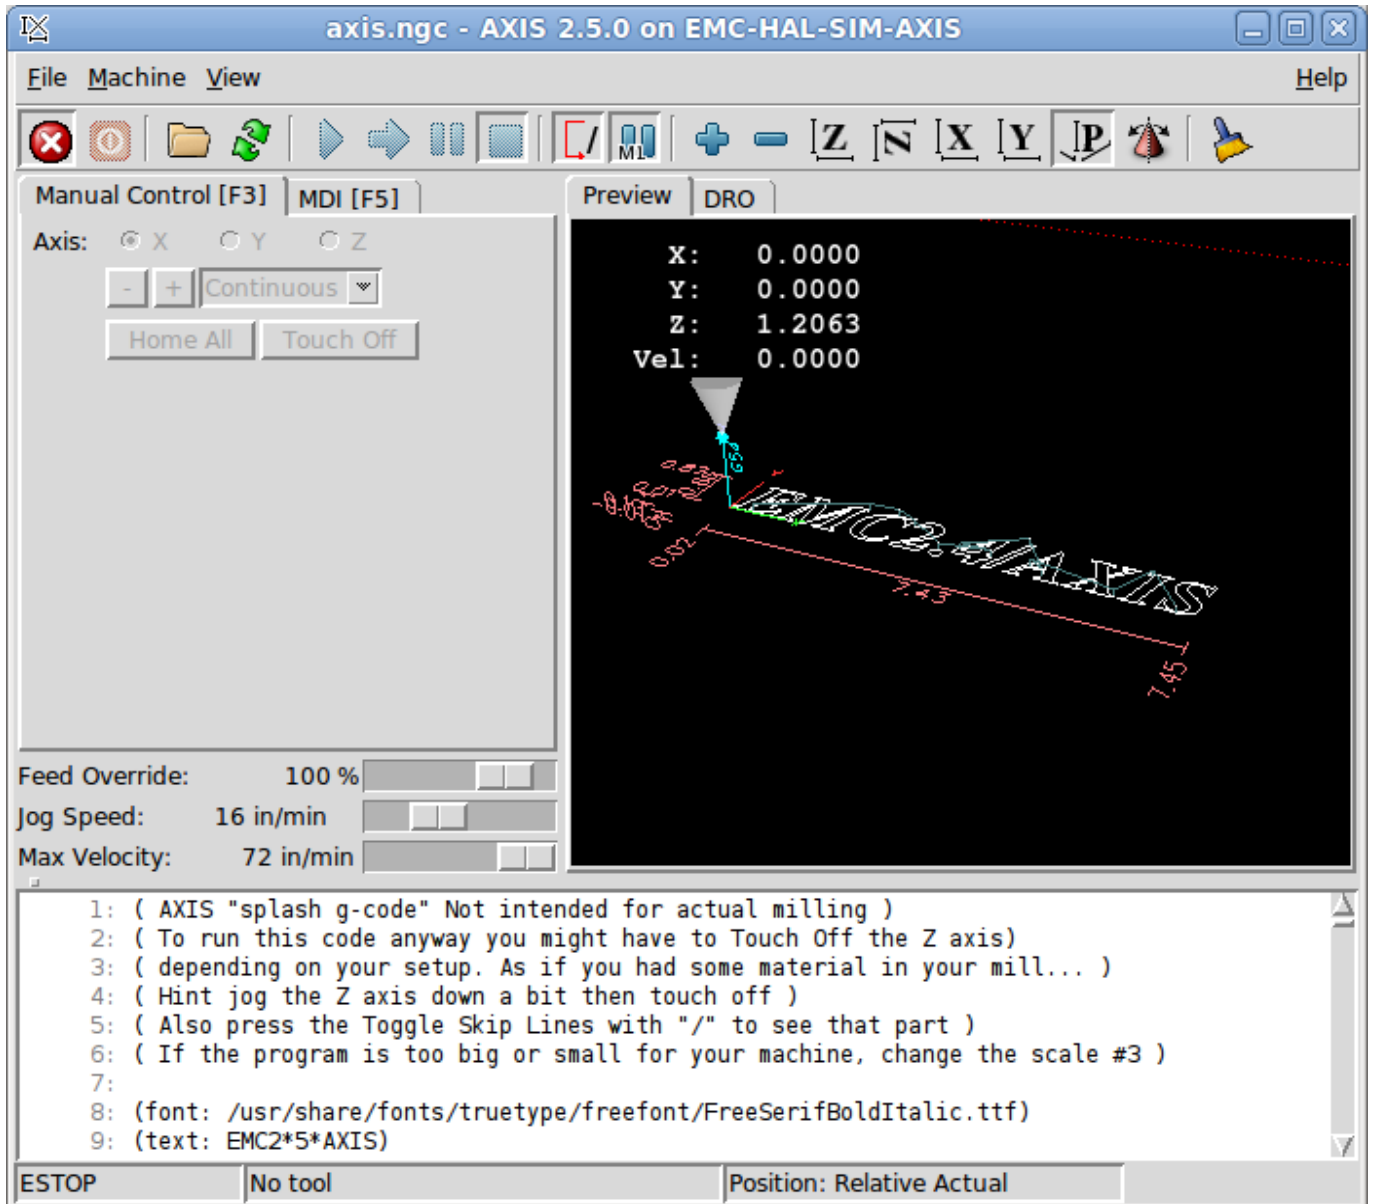 axis.ngc - AXIS 2.5.0 on EMC-HAL-SIM-AXIS
File Machine View Help
M1 Z N X Y P
Manual Control [F3] MDI [F5] Preview DRO
Axis: X Y Z
- + Continuous
Home All Touch Off
X: 0.0000
Y: 0.0000
Z: 1.2063
Vel: 0.0000
G54
EMC2.4/AXIS
0.02
7.43
7.45
Feed Override: 100 %
Jog Speed: 16 in/min
Max Velocity: 72 in/min
1: ( AXIS "splash g-code" Not intended for actual milling )
2: ( To run this code anyway you might have to Touch Off the Z axis)
3: ( depending on your setup. As if you had some material in your mill... )
4: ( Hint jog the Z axis down a bit then touch off )
5: ( Also press the Toggle Skip Lines with "/" to see that part )
6: ( If the program is too big or small for your machine, change the scale #3 )
7:
8: (font: /usr/share/fonts/truetype/freefont/FreeSerifBoldItalic.ttf)
9: (text: EMC2*5*AXIS)
ESTOP No tool Position: Relative Actual